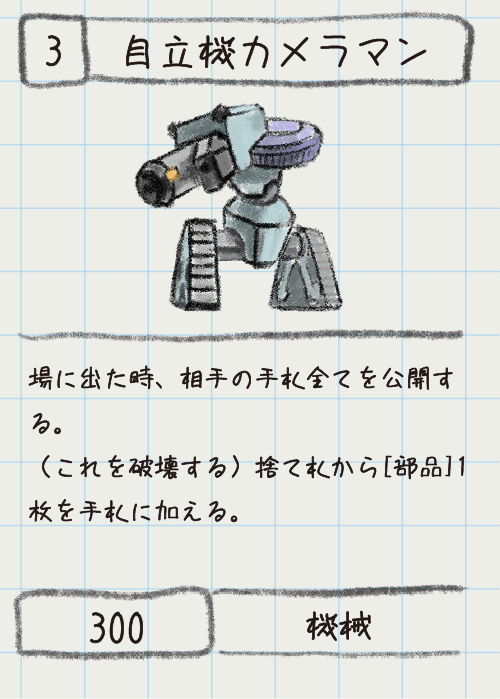 3 自立機カメラマン
場に出た時、相手の手札全てを公開す
る。
(これを破壊する)捨て札から[部品]1
枚を手札に加える。
300 機械